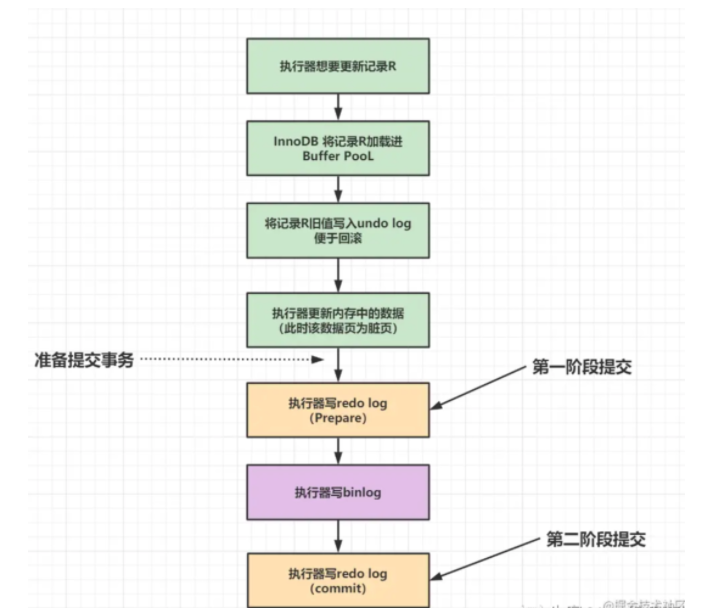 执行器想要更新记录R
InnoDB 将记录R加载进
Buffer PooL
将记录R旧值写入undo log
便于回滚
执行器更新内存中的数据
（此时该数据页为脏页）
准备提交事务
第一阶段提交
执行器写redo log
（Prepare）
执行器写binlog
第二阶段提交
执行器写redo log
（commit）